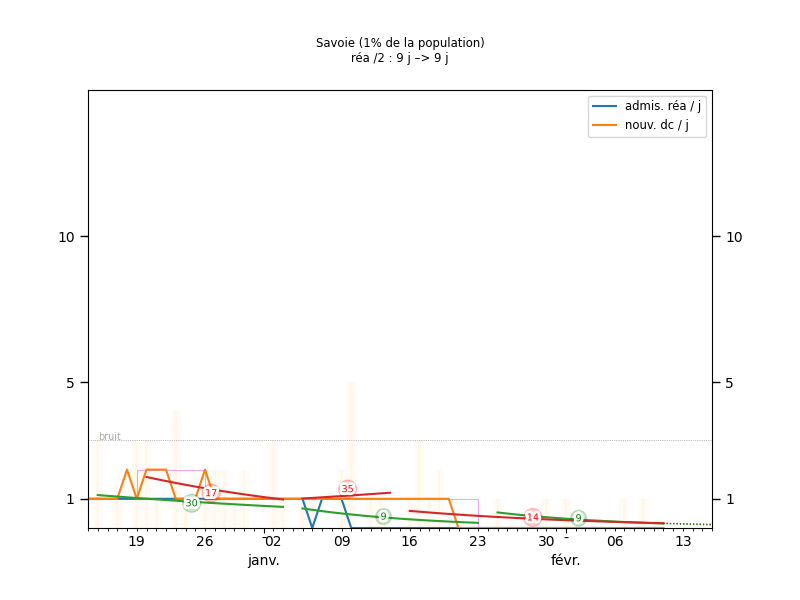 Savoie (1% de la population)
réa /2 : 9 j –> 9 j
admis. réa / j
nouv. dc / j
10 10
5 5
bruit
1 1
17 35 30 9 14 9
19 26 02 09 16 23 30 06 13
janv. févr.